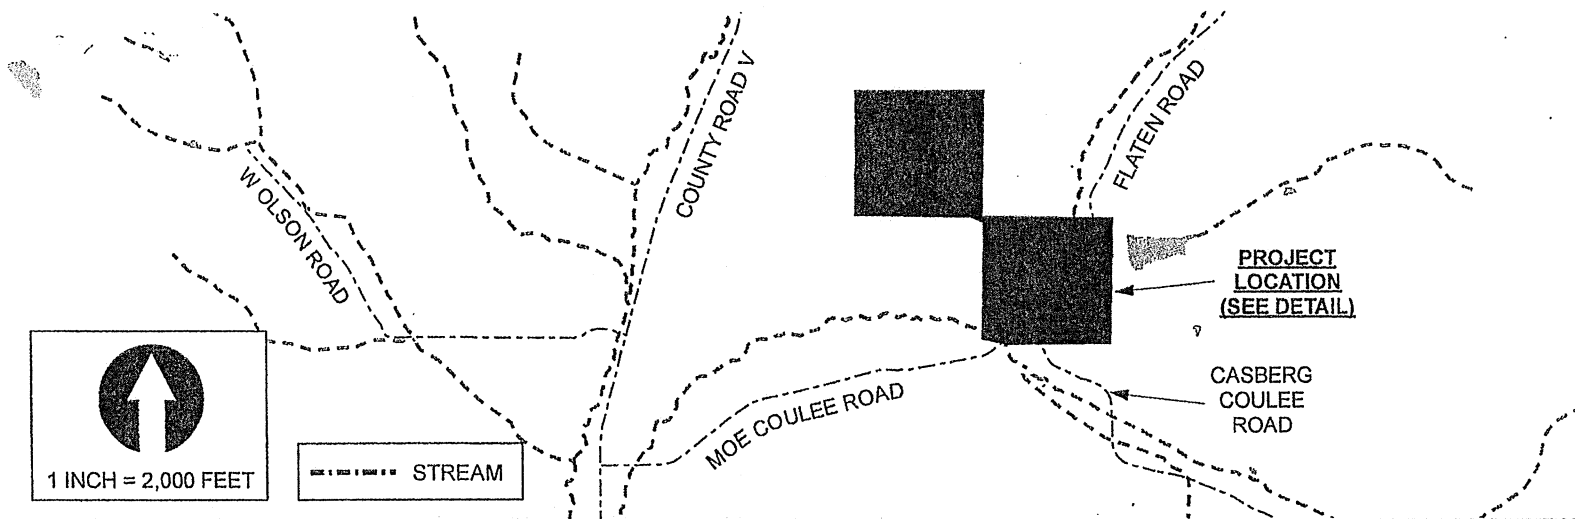 COUNTY ROAD V
FLATEN ROAD
W OLSON ROAD
PROJECT
LOCATION
(SEE DETAIL)
CASBERG
COULEE
ROAD
MOE COULEE ROAD
1 INCH = 2,000 FEET
STREAM